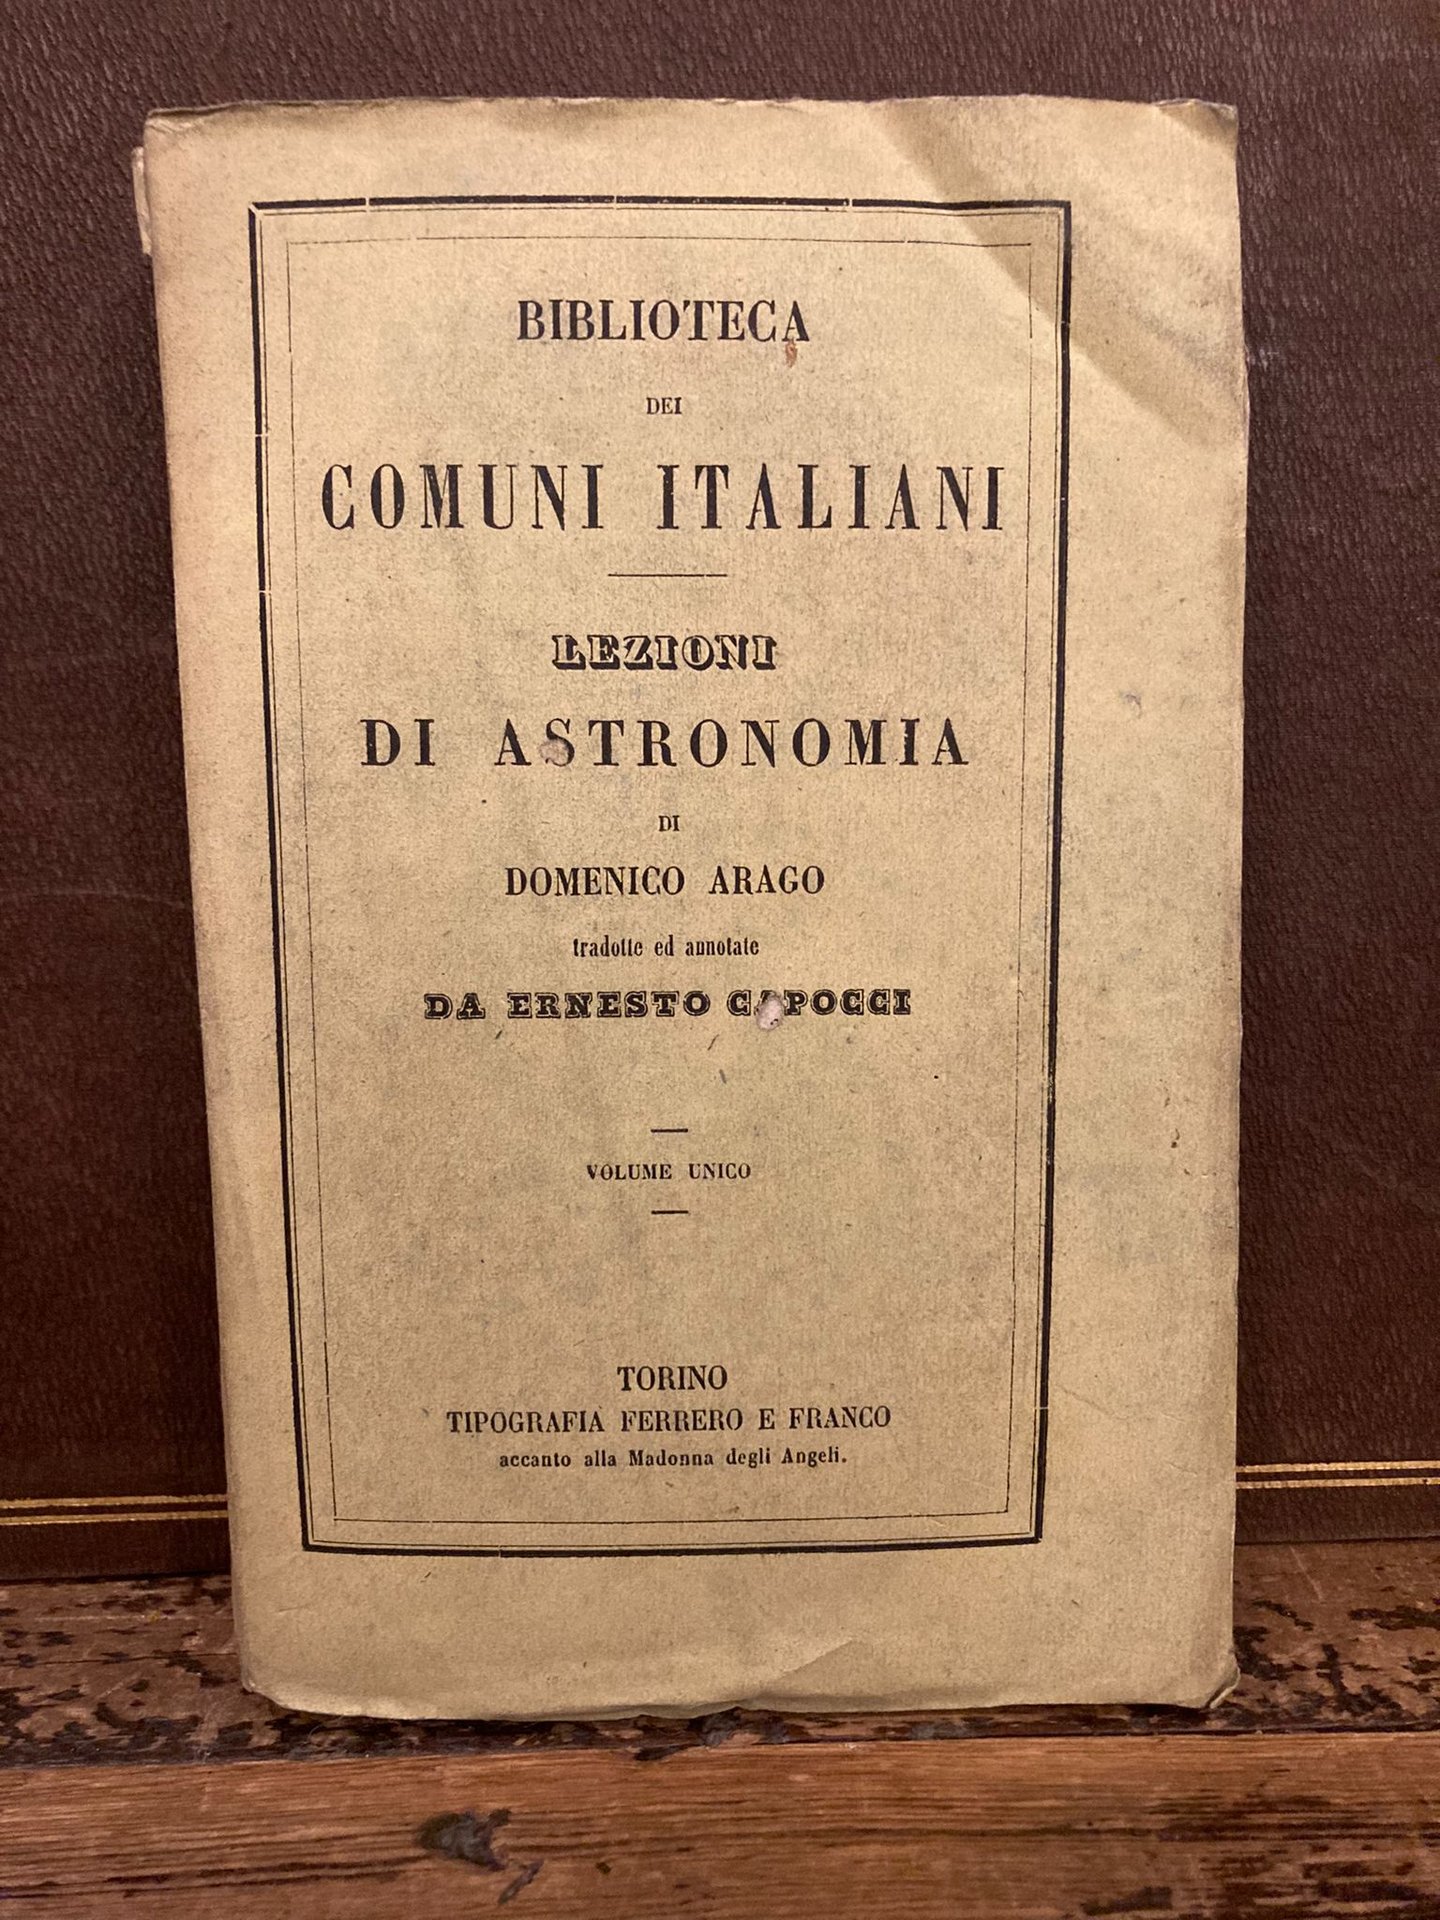 BIBLIOTECA
DEI
COMUNI ITALIANI
LEZIONI
DI ASTRONOMIA
DI
DOMENICO ARAGO
tradotte ed annotate
DA ERNESTO CAPOCCI
VOLUME UNICO
TORINO
TIPOGRAFIA FERRERO E FRANCO
accanto alla Madonna degli Angeli.